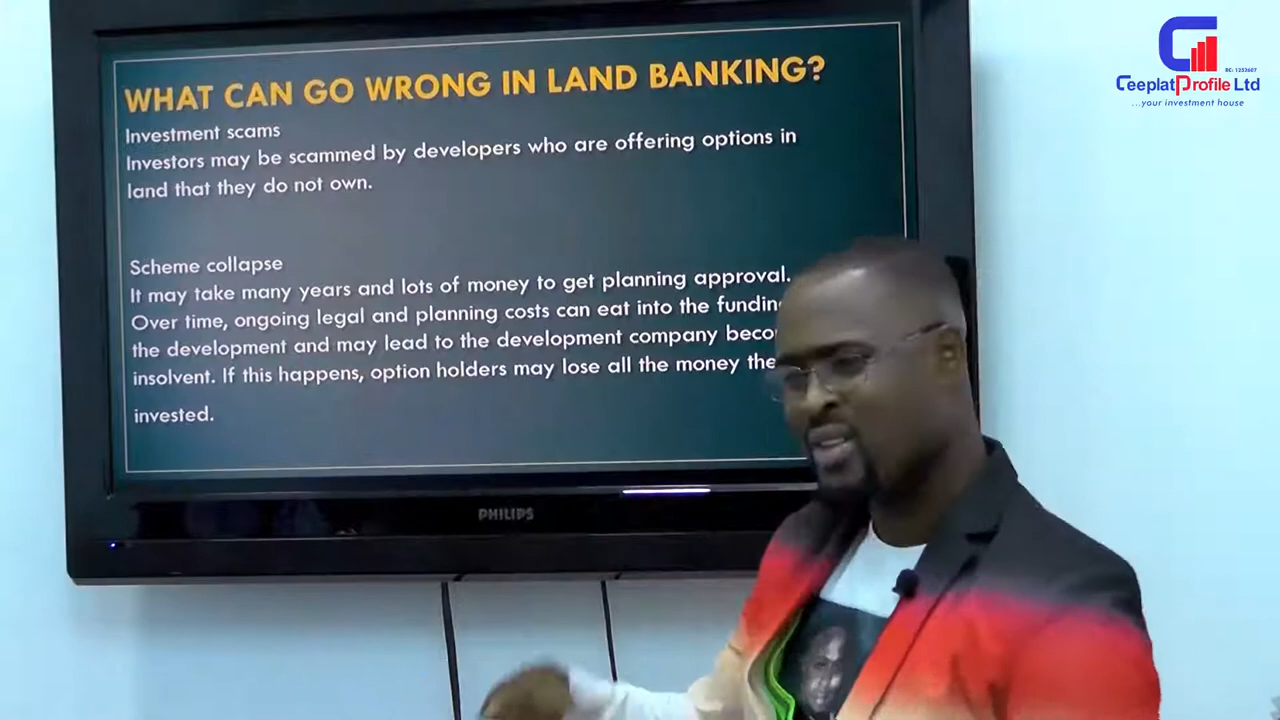 WHAT CAN GO WRONG IN LAND BANKING?
Investment scams
Investors may be scammed by developers who are offering options in
land that they do not own.
Scheme collapse
It may take many years and lots of money to get planning approval.
Over time, ongoing legal and planning costs can eat into the
the development and may lead to the development company
insolvent. If this happens, option holders may lose all the money
invested.
PHILIPS
RC: 1252607
CeeplatProfile Ltd
...your investment house